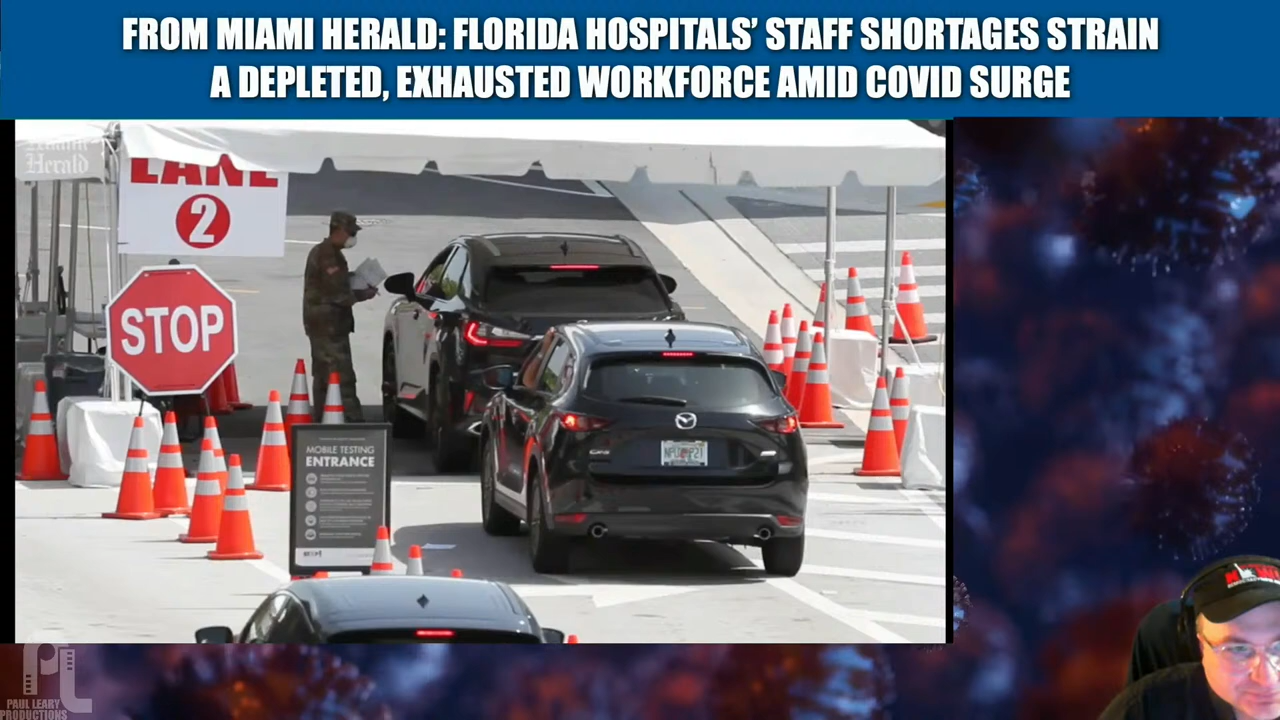 FROM MIAMI HERALD: FLORIDA HOSPITALS' STAFF SHORTAGES STRAIN
A DEPLETED, EXHAUSTED WORKFORCE AMID COVID SURGE
Miami
Herald
LANE
2
STOP
MOBILE TESTING
ENTRANCE
PAUL LEARY
PRODUCTIONS